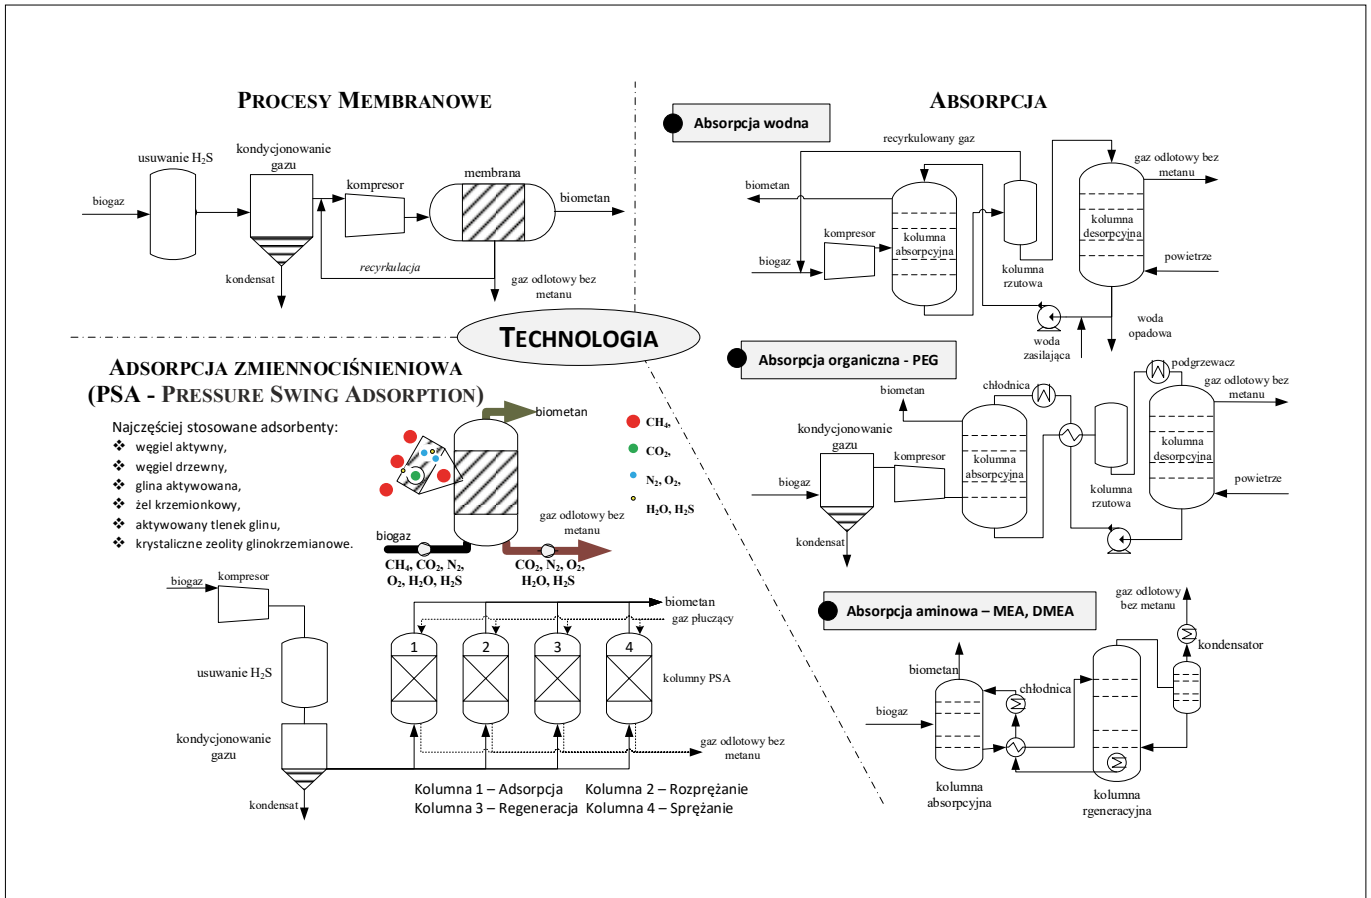 PROCESY MEMBRANOWE
usuwanie H₂S
kondycjonowanie
gazu
kompresor
membrana
biogaz
biometan
recyrkulacja
kondensat
gaz odlotowy bez
metanu
ABSORPCJA
Absorpcja wodna
recyrkulowany gaz
gaz odlotowy bez
metanu
biometan
kolumna
absorpcyjna
kolumna
desorpcyjna
kompresor
biogaz
kolumna
rzutowa
powietrze
woda
zasilająca
woda
opadowa
TECHNOLOGIA
Absorpcja organiczna - PEG
podgrzewacz
chłodnica
gaz odlotowy bez
metanu
biometan
kondycjonowanie
gazu
kompresor
kolumna
absorpcyjna
kolumna
desorpcyjna
biogaz
kolumna
rzutowa
powietrze
kondensat
Absorpcja aminowa – MEA, DMEA
gaz odlotowy
bez metanu
kondensator
biometan
chłodnica
biogaz
kolumna
absorpcyjna
kolumna
rgeneracyjna
ADSORPCJA ZMIENNOCIŚNIENIOWA
(PSA - PRESSURE SWING ADSORPTION)
Najczęściej stosowane adsorbenty:
❖ węgiel aktywny,
❖ węgiel drzewny,
❖ glina aktywowana,
❖ żel krzemionkowy,
❖ aktywowany tlenek glinu,
❖ krystaliczne zeolity glinokrzemianowe.
biometan
CH₄,
CO₂,
N₂, O₂,
H₂O, H₂S
biogaz
gaz odlotowy bez
metanu
CH₄, CO₂, N₂,
O₂, H₂O, H₂S
CO₂, N₂, O₂,
H₂O, H₂S
biogaz
kompresor
usuwanie H₂S
kondycjonowanie
gazu
kondensat
biometan
gaz płuczący
1
2
3
4
kolumny PSA
gaz odlotowy bez
metanu
Kolumna 1 – Adsorpcja Kolumna 2 – Rozprężanie
Kolumna 3 – Regeneracja Kolumna 4 – Sprężanie